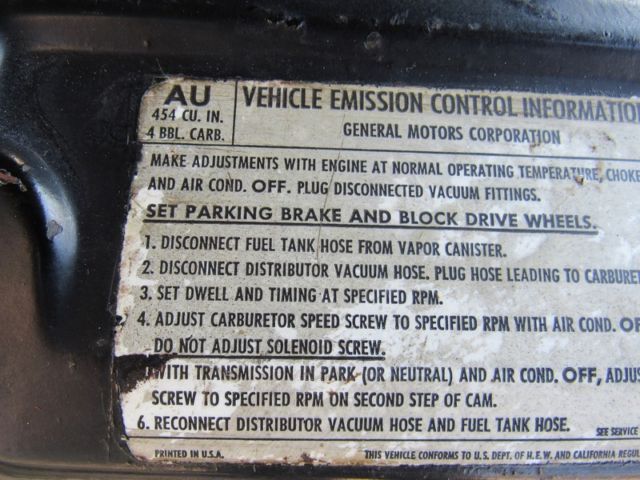 AU
454 CU. IN.
4 BBL. CARB.
VEHICLE EMISSION CONTROL INFORMATION
GENERAL MOTORS CORPORATION
MAKE ADJUSTMENTS WITH ENGINE AT NORMAL OPERATING TEMPERATURE, CHOKE
AND AIR COND. OFF. PLUG DISCONNECTED VACUUM FITTINGS.
SET PARKING BRAKE AND BLOCK DRIVE WHEELS.
1. DISCONNECT FUEL TANK HOSE FROM VAPOR CANISTER.
2. DISCONNECT DISTRIBUTOR VACUUM HOSE. PLUG HOSE LEADING TO CARBURET
3. SET DWELL AND TIMING AT SPECIFIED RPM.
4. ADJUST CARBURETOR SPEED SCREW TO SPECIFIED RPM WITH AIR COND. OF
DO NOT ADJUST SOLENOID SCREW.
WITH TRANSMISSION IN PARK (OR NEUTRAL) AND AIR COND. OFF, ADJUS
SCREW TO SPECIFIED RPM ON SECOND STEP OF CAM.
6. RECONNECT DISTRIBUTOR VACUUM HOSE AND FUEL TANK HOSE.
SEE SERVICE
PRINTED IN U.S.A.
THIS VEHICLE CONFORMS TO U.S. DEPT. OF H.E.W. AND CALIFORNIA REGUL